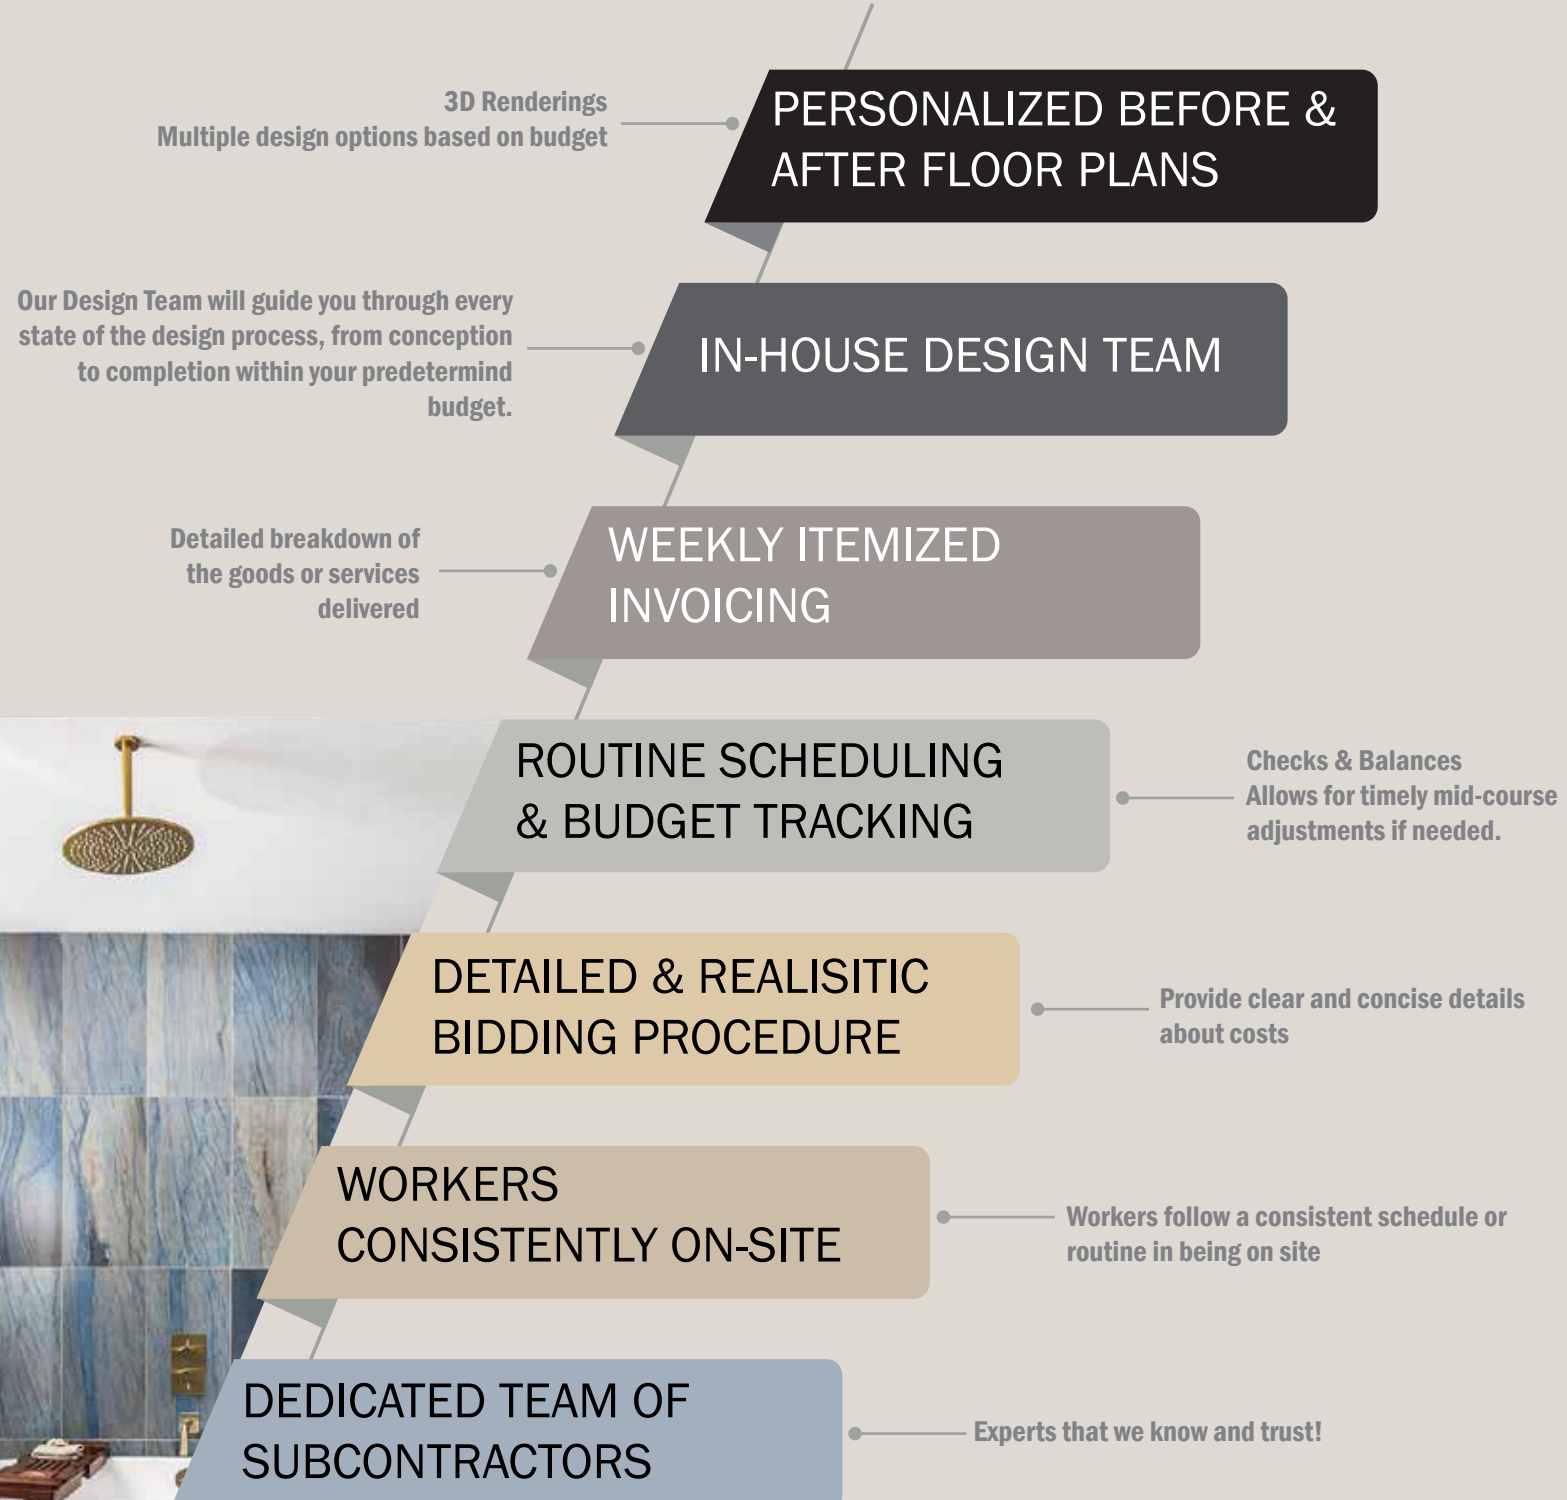 3D Renderings
Multiple design options based on budget
PERSONALIZED BEFORE &
AFTER FLOOR PLANS
Our Design Team will guide you through every
state of the design process, from conception
to completion within your predetermind
budget.
IN-HOUSE DESIGN TEAM
Detailed breakdown of
the goods or services
delivered
WEEKLY ITEMIZED
INVOICING
ROUTINE SCHEDULING
& BUDGET TRACKING
Checks & Balances
Allows for timely mid-course
adjustments if needed.
DETAILED & REALISITIC
BIDDING PROCEDURE
Provide clear and concise details
about costs
WORKERS
CONSISTENTLY ON-SITE
Workers follow a consistent schedule or
routine in being on site
DEDICATED TEAM OF
SUBCONTRACTORS
Experts that we know and trust!